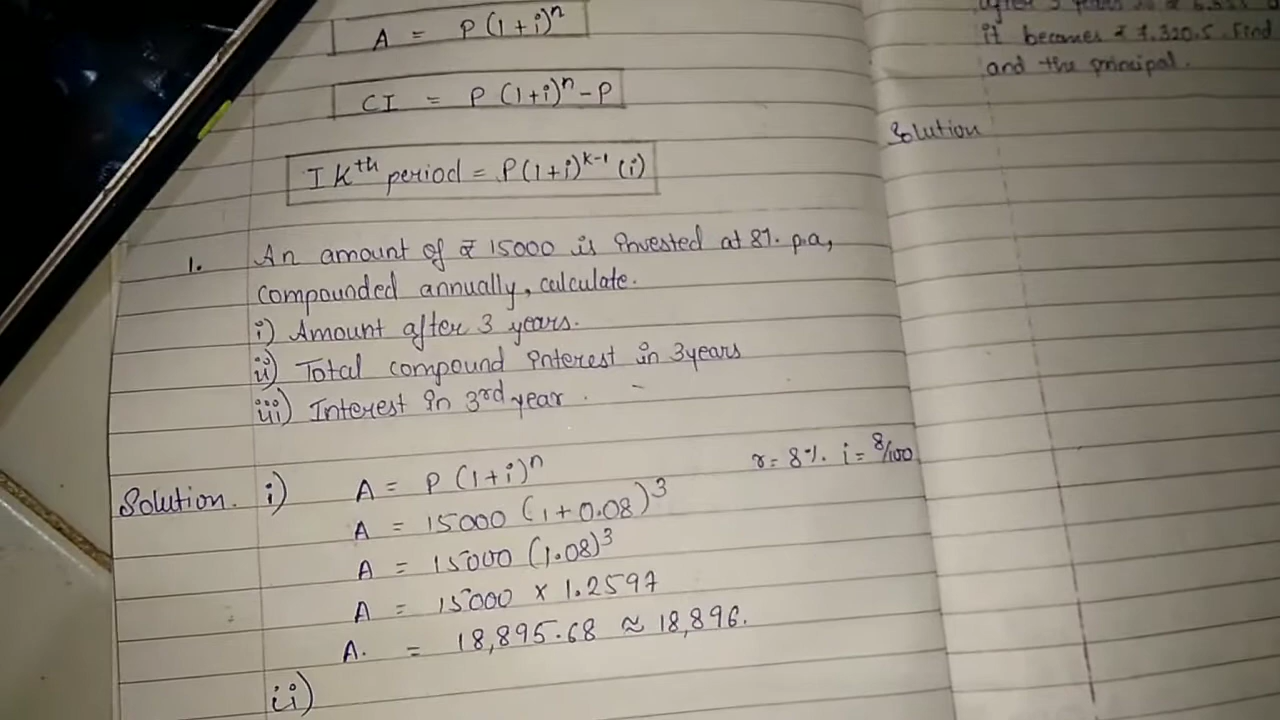 A = P(1+i)ⁿ
CI = P(1+i)ⁿ-P
I Kᵗʰ period = P(1+i)ᵏ⁻¹ (i)
1. An amount of ₹ 15000 is invested at 8% p.a,
compounded annually, calculate.
i) Amount after 3 years.
ii) Total compound interest in 3years
iii) Interest in 3rd year.
Solution. i) A = P(1+i)ⁿ r = 8% i = 8/100
A = 15000 (1+0.08)³
A = 15000 (1.08)³
A = 15000 × 1.2597
A. = 18,895.68 ≈ 18,896.
ii)
after years
it becomes ₹ 7,320.5. Find
and the principal.
Solution